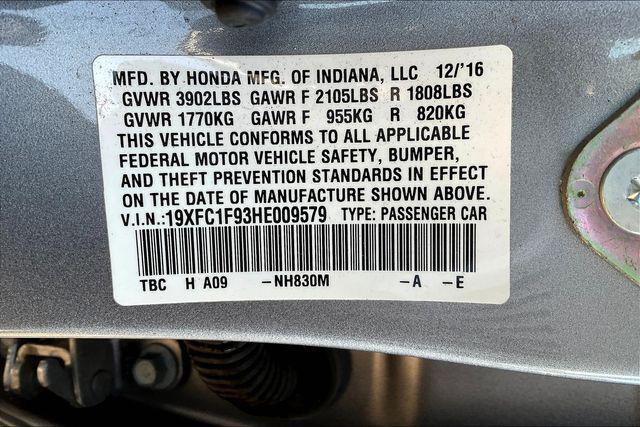 MFD. BY HONDA MFG. OF INDIANA, LLC 12/'16
GVWR 3902LBS GAWR F 2105LBS R 1808LBS
GVWR 1770KG GAWR F 955KG R 820KG
THIS VEHICLE CONFORMS TO ALL APPLICABLE
FEDERAL MOTOR VEHICLE SAFETY, BUMPER,
AND THEFT PREVENTION STANDARDS IN EFFECT
ON THE DATE OF MANUFACTURE SHOWN ABOVE.
V.I.N.:19XFC1F93HE009579 TYPE: PASSENGER CAR
TBC H A09 -NH830M -A -E